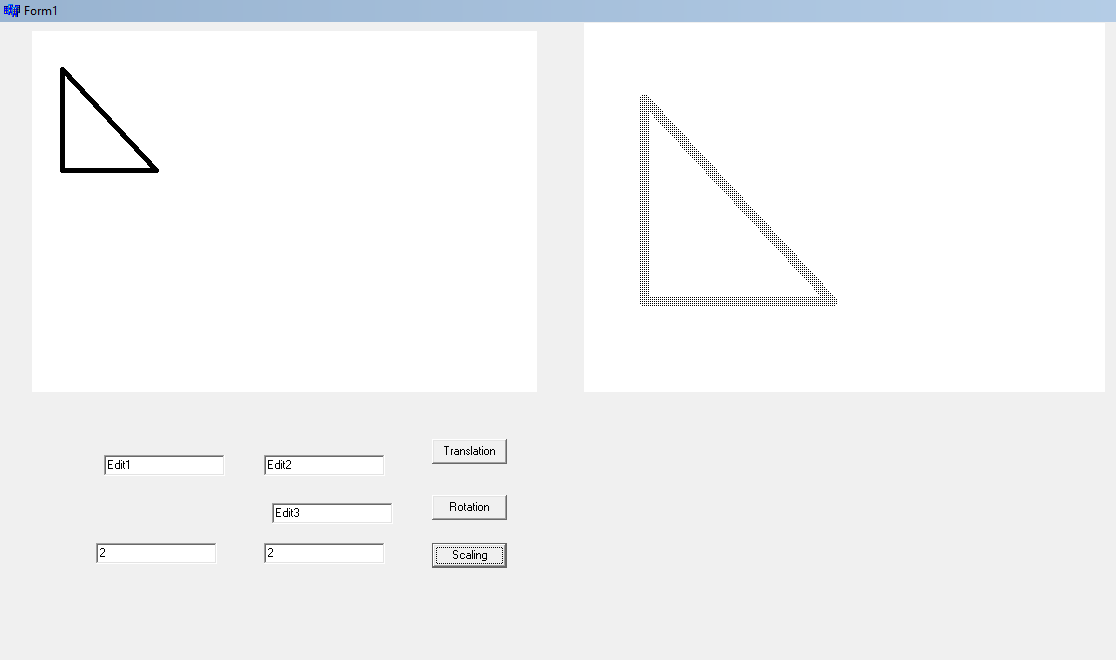 Form1
Edit1
Edit2
Translation
Edit3
Rotation
2
2
Scaling